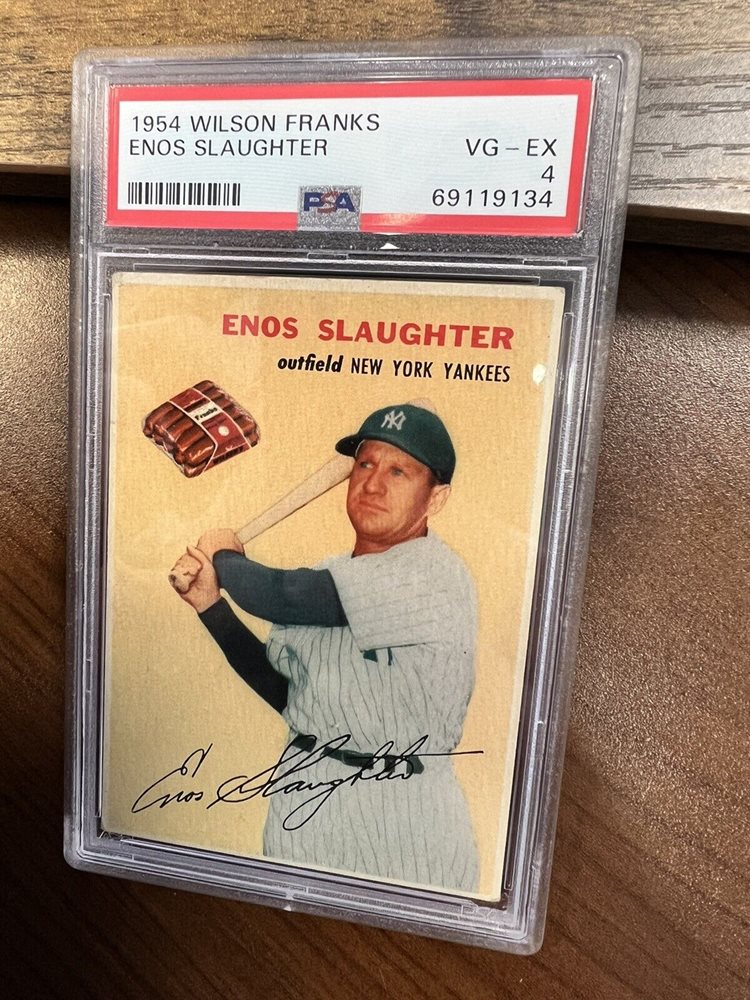 1954 WILSON FRANKS
ENOS SLAUGHTER VG - EX
4
PSA 69119134
ENOS SLAUGHTER
outfield NEW YORK YANKEES
Franks
NY
Enos Slaughter